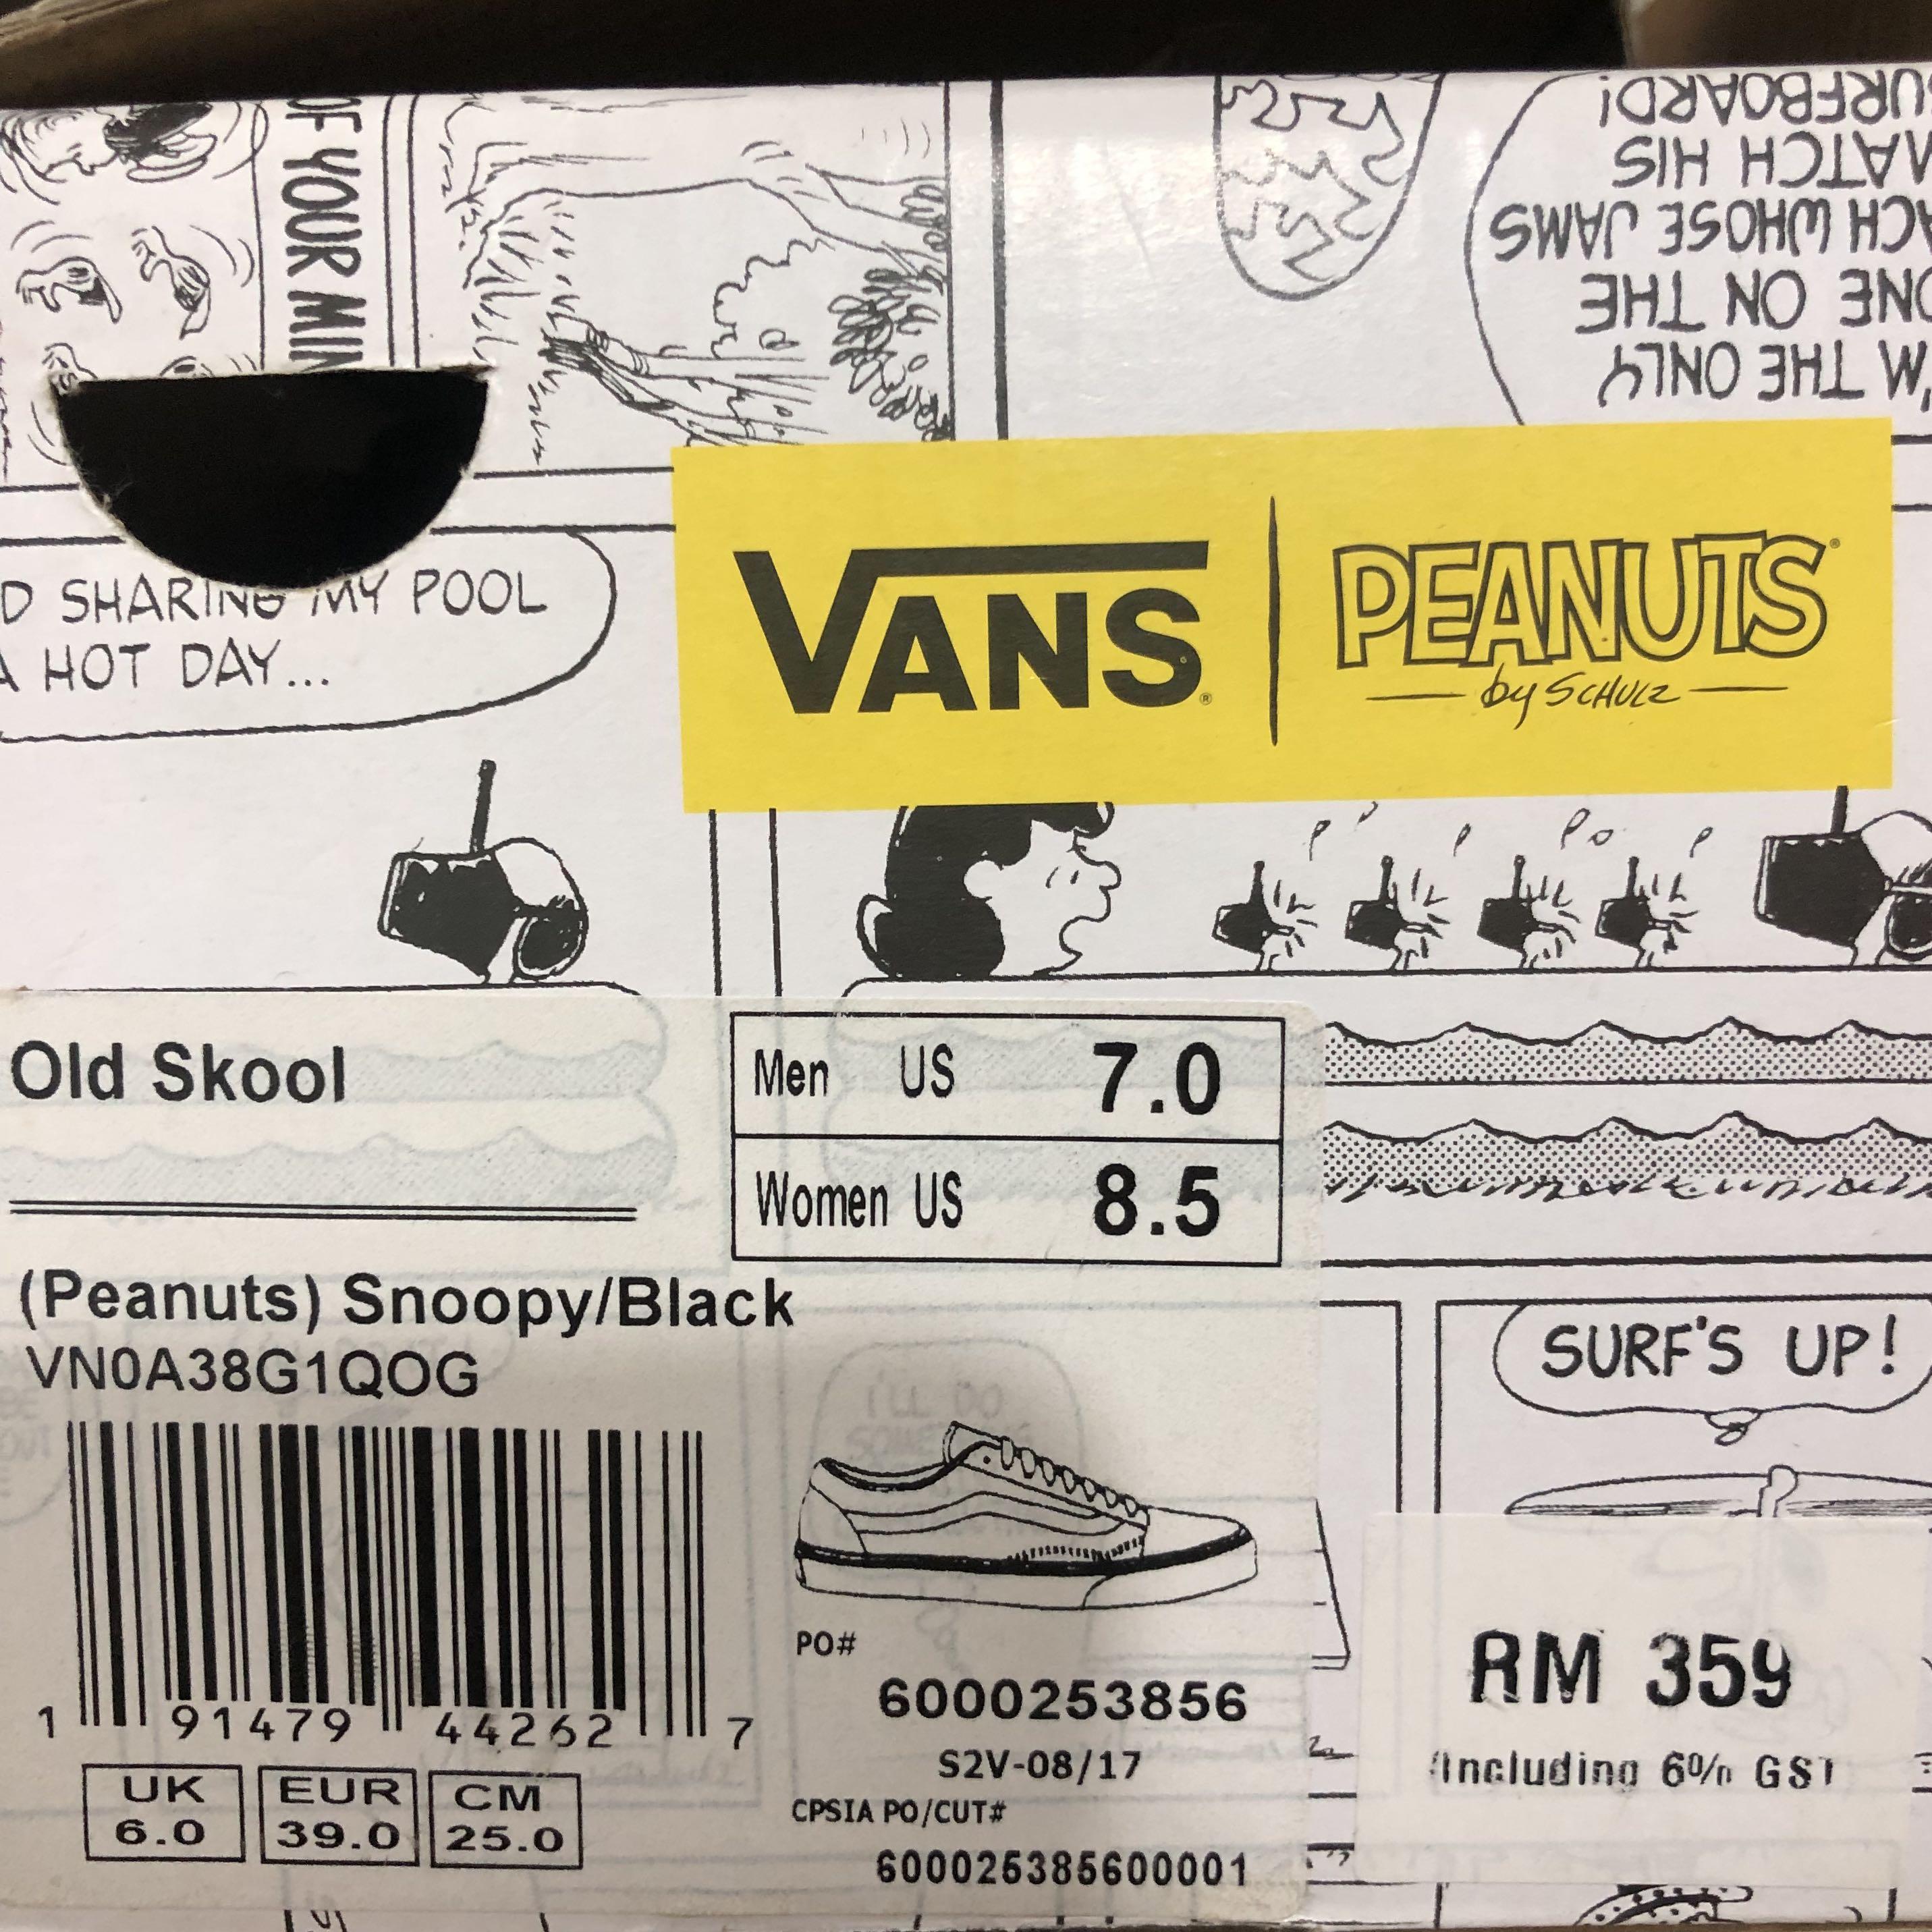 OF YOUR MIN
URFBOARD!
MATCH HIS
ACH WHOSE JAMS
ONE ON THE
I'M THE ONLY
D SHARING MY POOL
A HOT DAY...
VANS®
PEANUTS®
by SCHULZ
Old Skool
Men US 7.0
Women US 8.5
(Peanuts) Snoopy/Black
VN0A38G1QOG
SURF'S UP!
1 91479 44262 7
PO#
6000253856
S2V-08/17
CPSIA PO/CUT#
600025385600001
UK
6.0
EUR
39.0
CM
25.0
RM 359
Including 6% GST